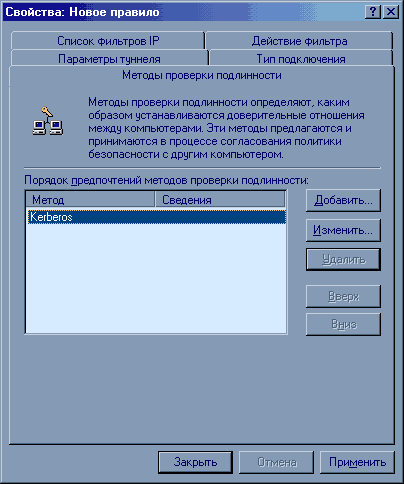 Свойства: Новое правило
Список фильтров IP
Действие фильтра
Параметры туннеля
Тип подключения
Методы проверки подлинности
Методы проверки подлинности определяют, каким
образом устанавливаются доверительные отношения
между компьютерами. Эти методы предлагаются и
принимаются в процессе согласования политики
безопасности с другим компьютером.
Порядок предпочтений методов проверки подлинности:
Метод
Сведения
Kerberos
Добавить...
Изменить...
Удалить
Вверх
Вниз
Закрыть
Отмена
Применить